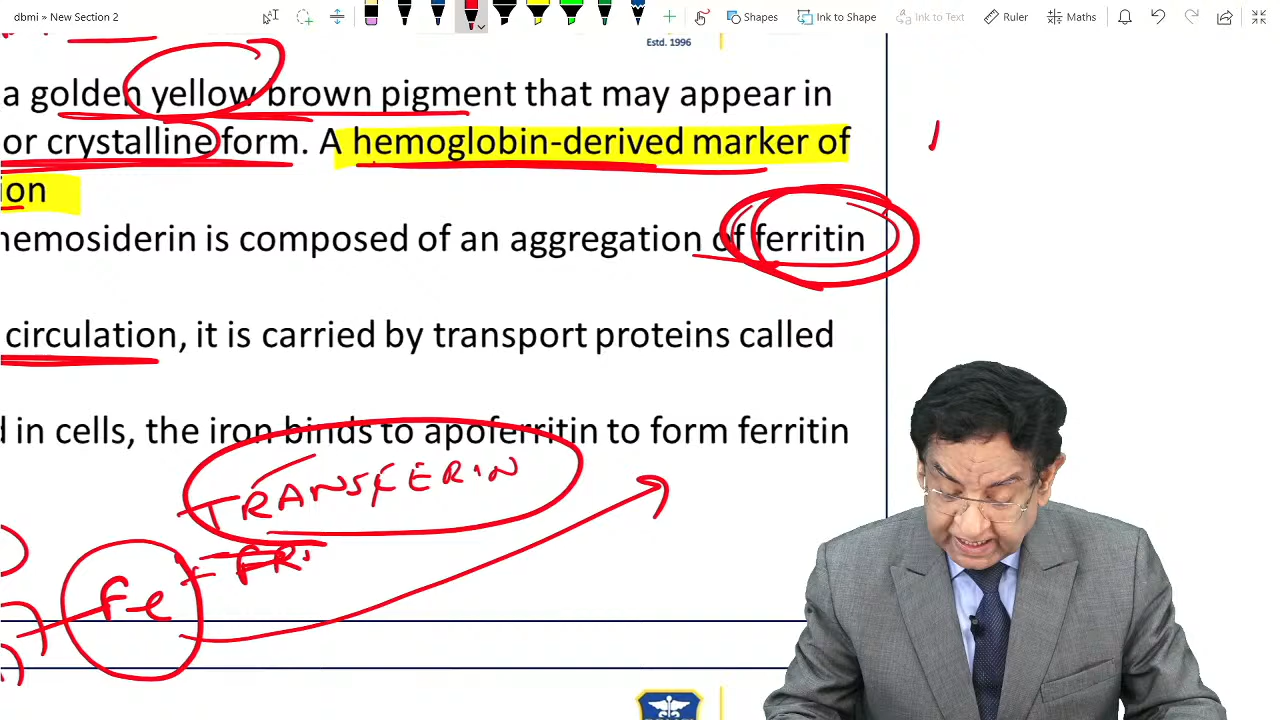 dbmi » New Section 2
Shapes
Ink to Shape
Ink to Text
Ruler
Maths
Estd. 1996
a golden yellow brown pigment that may appear in
or crystalline form. A hemoglobin-derived marker of
ion
hemosiderin is composed of an aggregation of ferritin
circulation, it is carried by transport proteins called
d in cells, the iron binds to apoferritin to form ferritin
TRANSFERIN
Fe